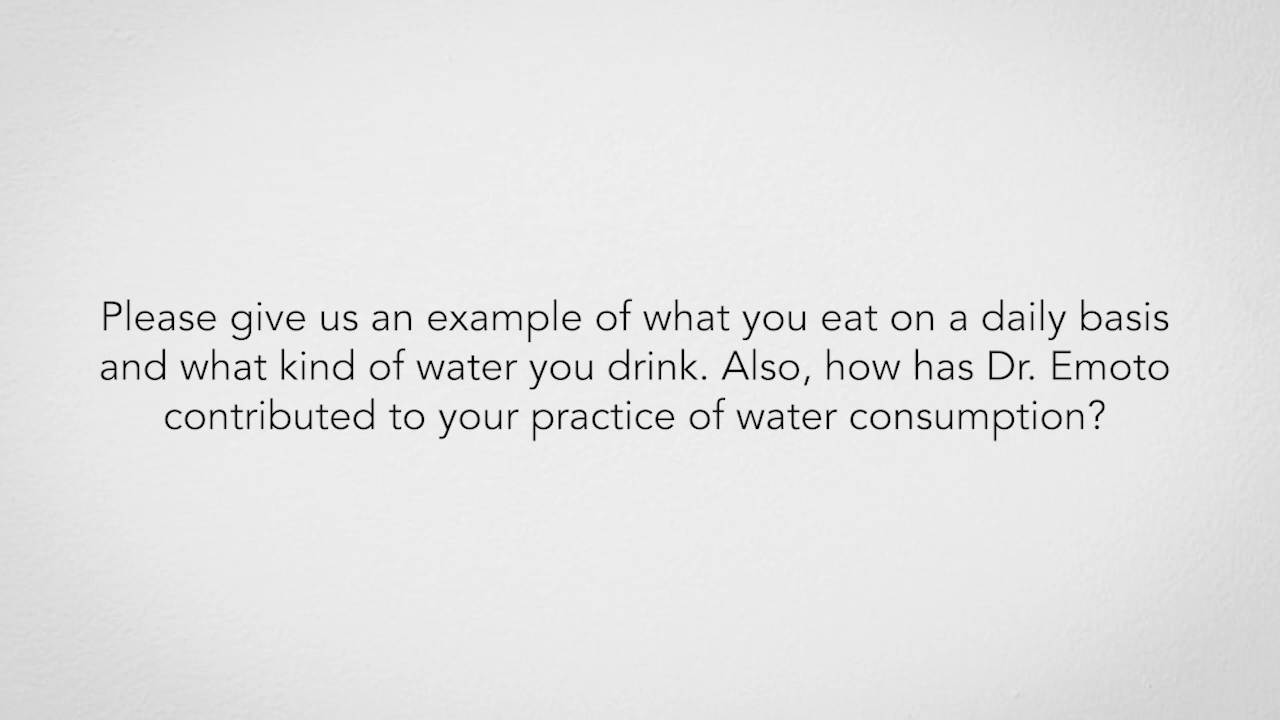 Please give us an example of what you eat on a daily basis
and what kind of water you drink. Also, how has Dr. Emoto
contributed to your practice of water consumption?